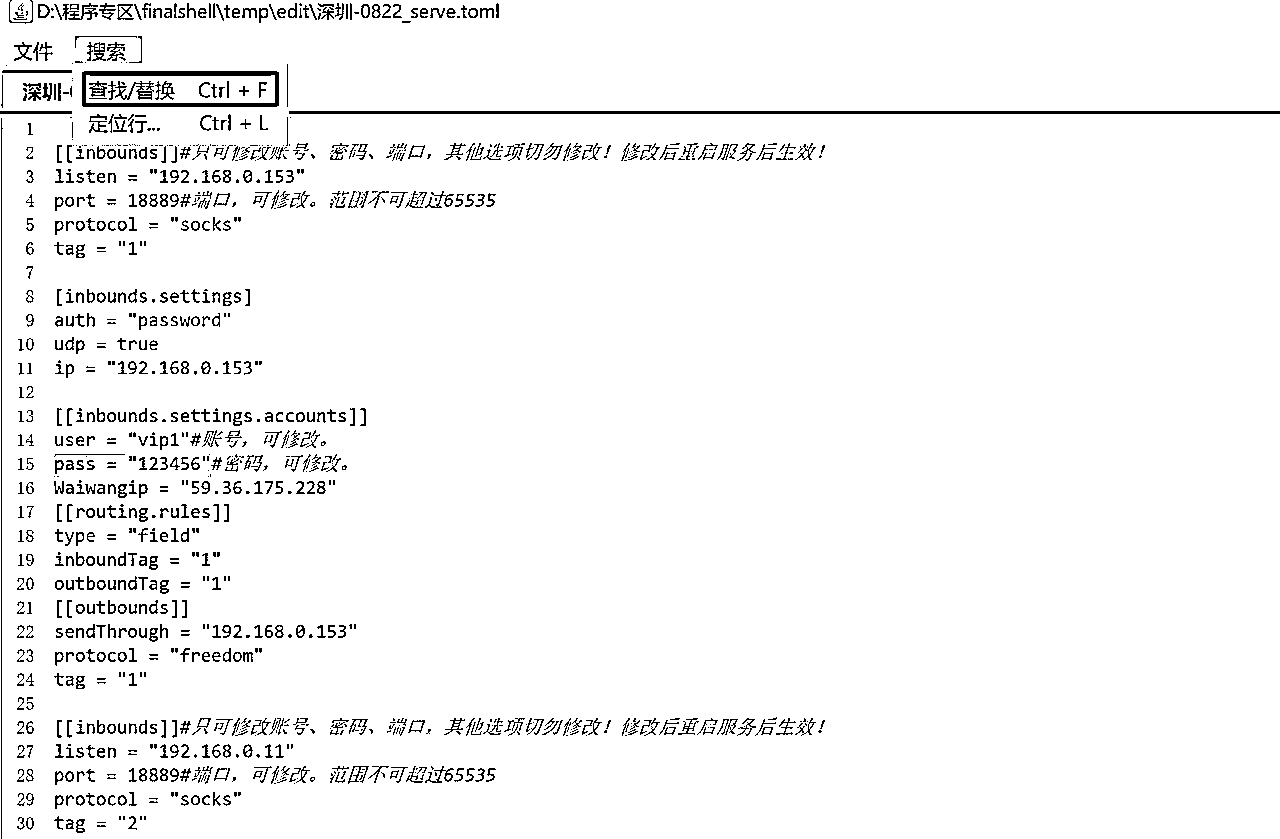 D:\程序专区\finalshell\temp\edit\深圳-0822_serve.toml
文件 搜索
深圳-
查找/替换 Ctrl + F
定位行... Ctrl + L
1
2 [[inbounds]]#只可修改账号、密码、端口，其他选项切勿修改！修改后重启服务后生效！
3 listen = "192.168.0.153"
4 port = 18889#端口，可修改。范围不可超过65535
5 protocol = "socks"
6 tag = "1"
7
8 [inbounds.settings]
9 auth = "password"
10 udp = true
11 ip = "192.168.0.153"
12
13 [[inbounds.settings.accounts]]
14 user = "vip1"#账号，可修改。
15 pass = "123456"#密码，可修改。
16 Waiwangip = "59.36.175.228"
17 [[routing.rules]]
18 type = "field"
19 inboundTag = "1"
20 outboundTag = "1"
21 [[outbounds]]
22 sendThrough = "192.168.0.153"
23 protocol = "freedom"
24 tag = "1"
25
26 [[inbounds]]#只可修改账号、密码、端口，其他选项切勿修改！修改后重启服务后生效！
27 listen = "192.168.0.11"
28 port = 18889#端口，可修改。范围不可超过65535
29 protocol = "socks"
30 tag = "2"